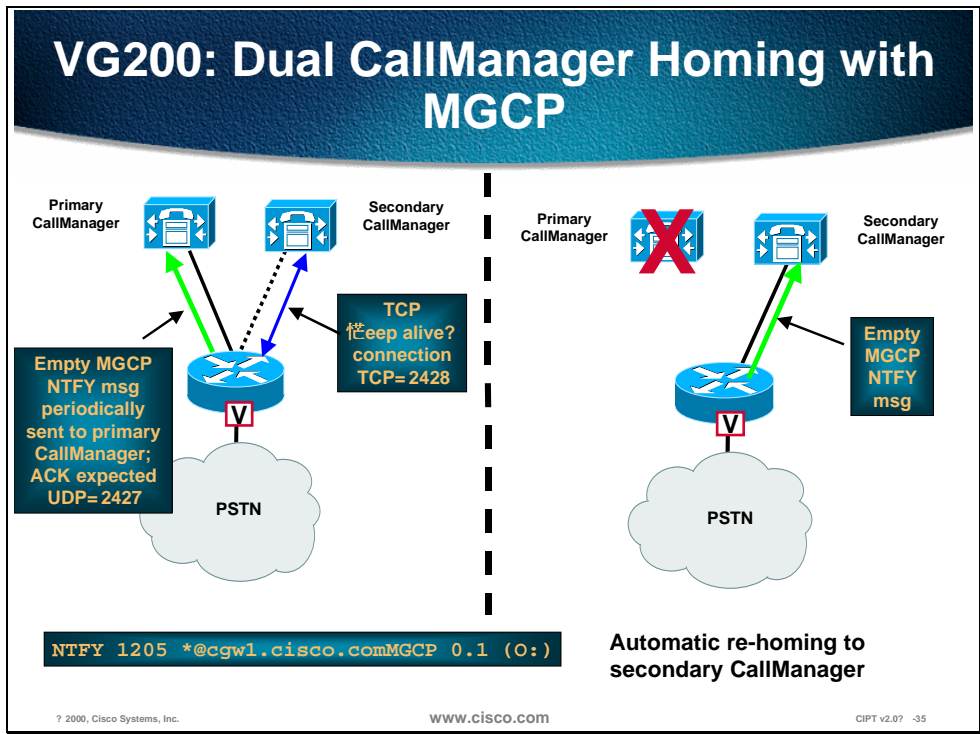 VG200: Dual CallManager Homing with
MGCP
Primary
CallManager
Secondary
CallManager
TCP
恾eep alive?
connection
TCP=2428
Empty MGCP
NTFY msg
periodically
sent to primary
CallManager;
ACK expected
UDP=2427
V
PSTN
Primary
CallManager
X
Secondary
CallManager
Empty
MGCP
NTFY
msg
V
PSTN
NTFY 1205 *@cgw1.cisco.comMGCP 0.1 (O:)
Automatic re-homing to
secondary CallManager
? 2000, Cisco Systems, Inc.
www.cisco.com
CIPT v2.0? -35